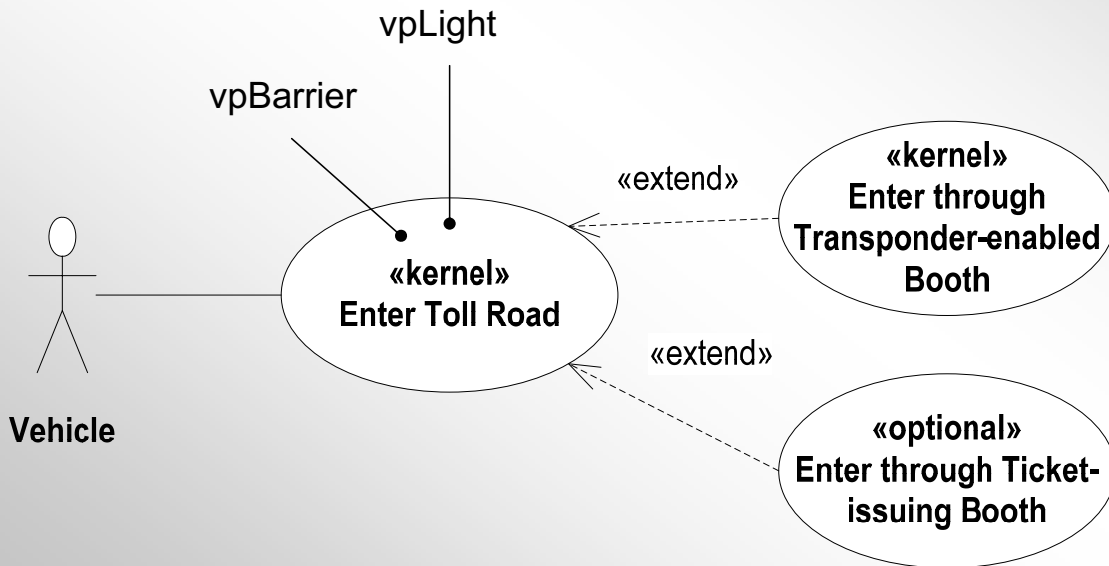 vpLight
vpBarrier
«extend»
«kernel»
Enter through
Transponder-enabled
Booth
«kernel»
Enter Toll Road
«extend»
Vehicle
«optional»
Enter through Ticket-
issuing Booth